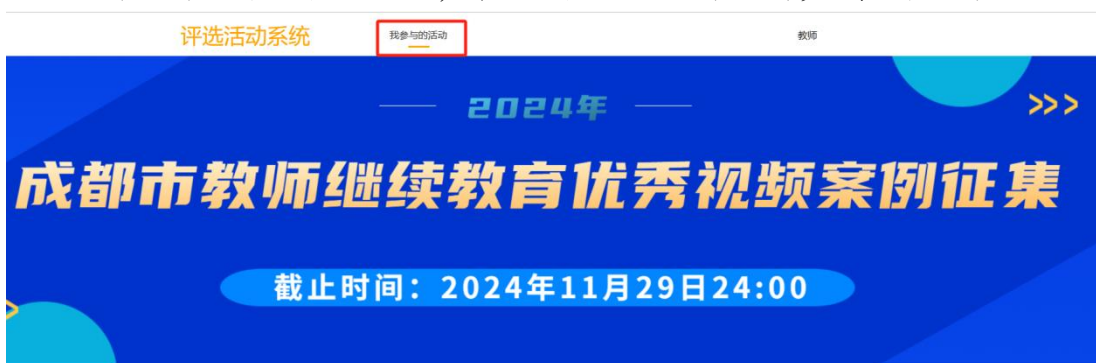 评选活动系统 我参与的活动 教师
2024年
>>>
成都市教师继续教育优秀视频案例征集
截止时间：2024年11月29日24:00